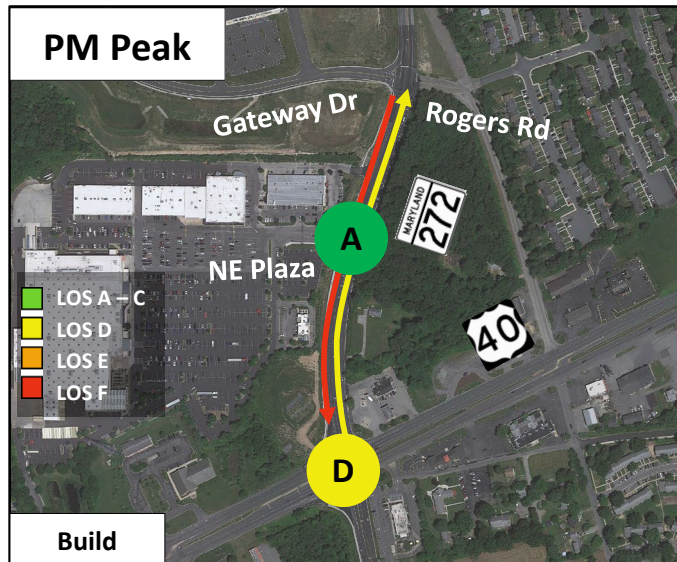 PM Peak
Gateway Dr
Rogers Rd
MARYLAND
272
A
NE Plaza
LOS A – C
LOS D
LOS E
LOS F
40
D
Build